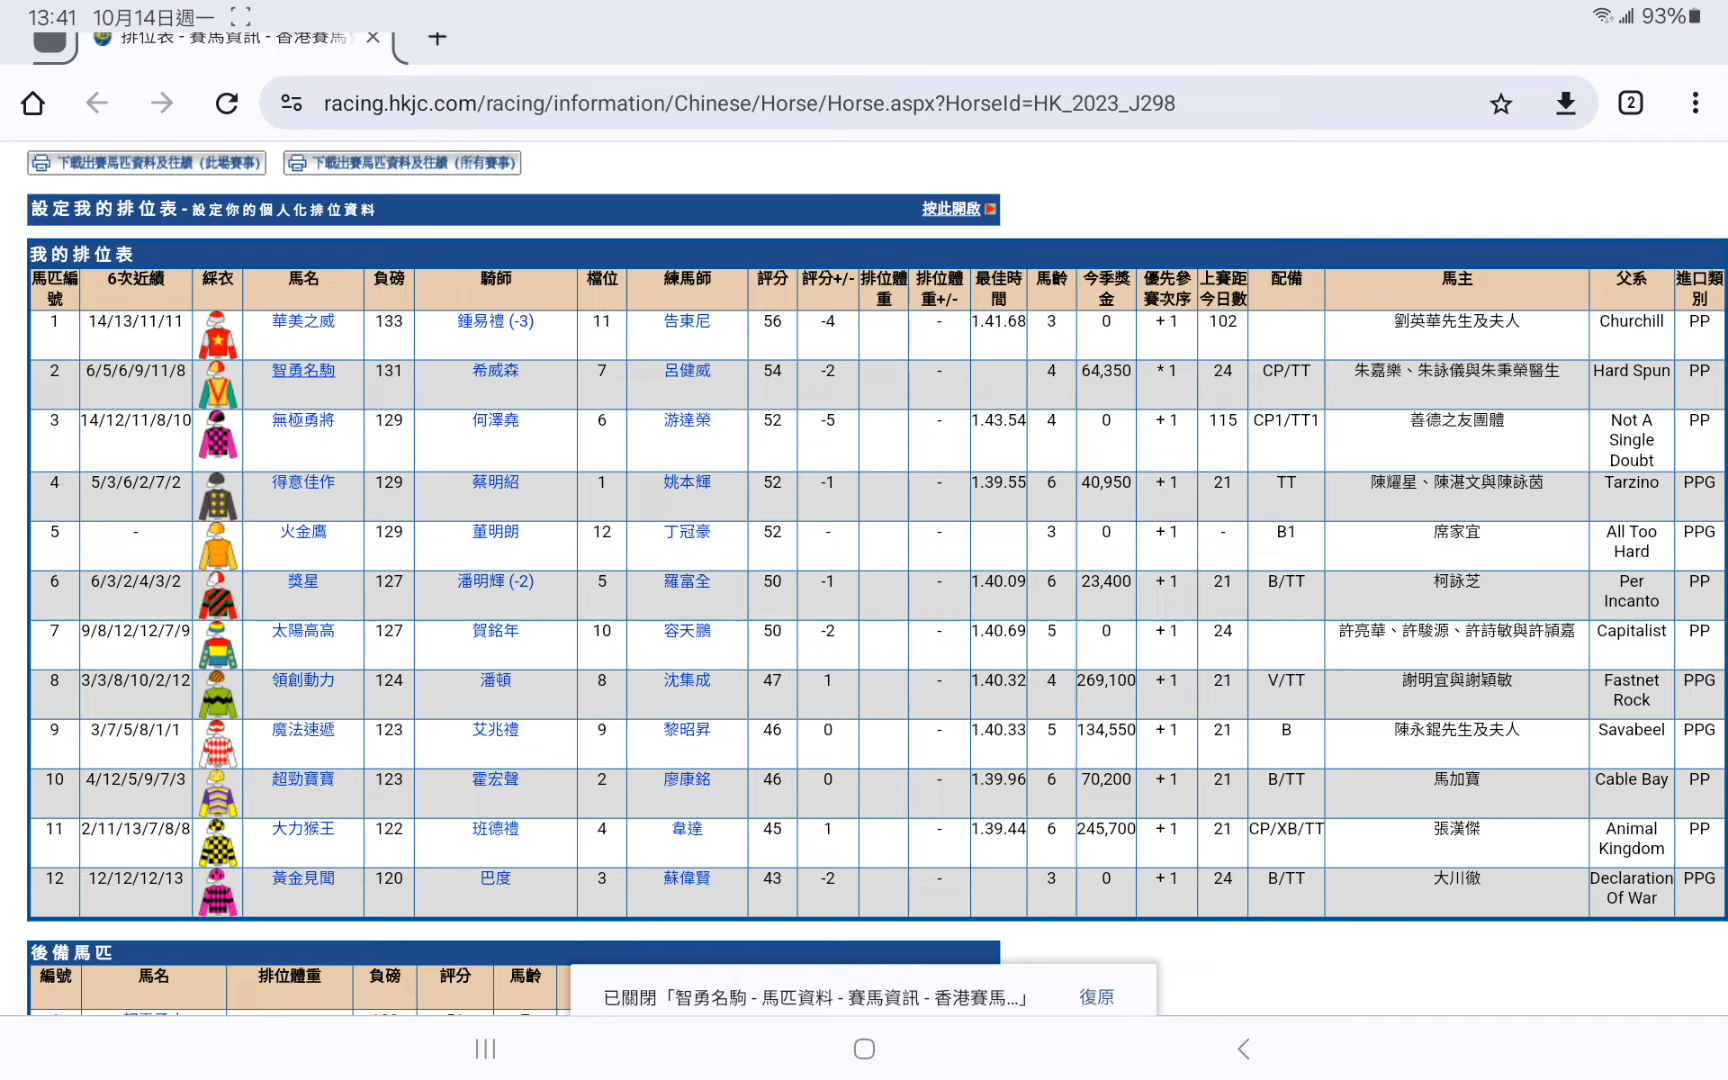 13:41 10月14日週一 93%
排位表 - 賽馬資訊 - 香港賽馬
racing.hkjc.com/racing/information/Chinese/Horse/Horse.aspx?HorseId=HK_2023_J298
2
下載出賽馬匹資料及往績 (此場賽事) 下載出賽馬匹資料及往績 (所有賽事)
設定我的排位表 - 設定你的個人化排位資料 按此開啟
我的排位表
馬匹編號 6次近績 綵衣 馬名 負磅 騎師 檔位 練馬師 評分 評分+/- 排位體重 排位體重+/- 最佳時間 馬齡 今季獎金 優先參賽次序 上賽距今日數 配備 馬主 父系 進口類別
1 14/13/11/11 華美之威 133 鍾易禮 (-3) 11 告東尼 56 -4 - 1.41.68 3 0 + 1 102 劉英華先生及夫人 Churchill PP
2 6/5/6/9/11/8 智勇名駒 131 希威森 7 呂健威 54 -2 - 4 64,350 * 1 24 CP/TT 朱嘉樂、朱詠儀與朱秉榮醫生 Hard Spun PP
3 14/12/11/8/10 無極勇將 129 何澤堯 6 游達榮 52 -5 - 1.43.54 4 0 + 1 115 CP1/TT1 善德之友團體 Not A Single Doubt PP
4 5/3/6/2/7/2 得意佳作 129 蔡明紹 1 姚本輝 52 -1 - 1.39.55 6 40,950 + 1 21 TT 陳耀星、陳湛文與陳詠茵 Tarzino PPG
5 - 火金鷹 129 董明朗 12 丁冠豪 52 - - 3 0 + 1 - B1 席家宜 All Too Hard PPG
6 6/3/2/4/3/2 獎星 127 潘明輝 (-2) 5 羅富全 50 -1 - 1.40.09 6 23,400 + 1 21 B/TT 柯詠芝 Per Incanto PP
7 9/8/12/12/7/9 太陽高高 127 賀銘年 10 容天鵬 50 -2 - 1.40.69 5 0 + 1 24 許亮華、許駿源、許詩敏與許頴嘉 Capitalist PP
8 3/3/8/10/2/12 領創動力 124 潘頓 8 沈集成 47 1 - 1.40.32 4 269,100 + 1 21 V/TT 謝明宜與謝穎敏 Fastnet Rock PPG
9 3/7/5/8/1/1 魔法速遞 123 艾兆禮 9 黎昭昇 46 0 - 1.40.33 5 134,550 + 1 21 B 陳永錕先生及夫人 Savabeel PPG
10 4/12/5/9/7/3 超勁寶寶 123 霍宏聲 2 廖康銘 46 0 - 1.39.96 6 70,200 + 1 21 B/TT 馬加寶 Cable Bay PP
11 2/11/13/7/8/8 大力猴王 122 班德禮 4 韋達 45 1 - 1.39.44 6 245,700 + 1 21 CP/XB/TT 張漢傑 Animal Kingdom PP
12 12/12/12/13 黃金見聞 120 巴度 3 蘇偉賢 43 -2 - 3 0 + 1 24 B/TT 大川徹 Declaration Of War PPG
後備馬匹
編號 馬名 排位體重 負磅 評分 馬齡
已關閉「智勇名駒 - 馬匹資料 - 賽馬資訊 - 香港賽馬...」 復原